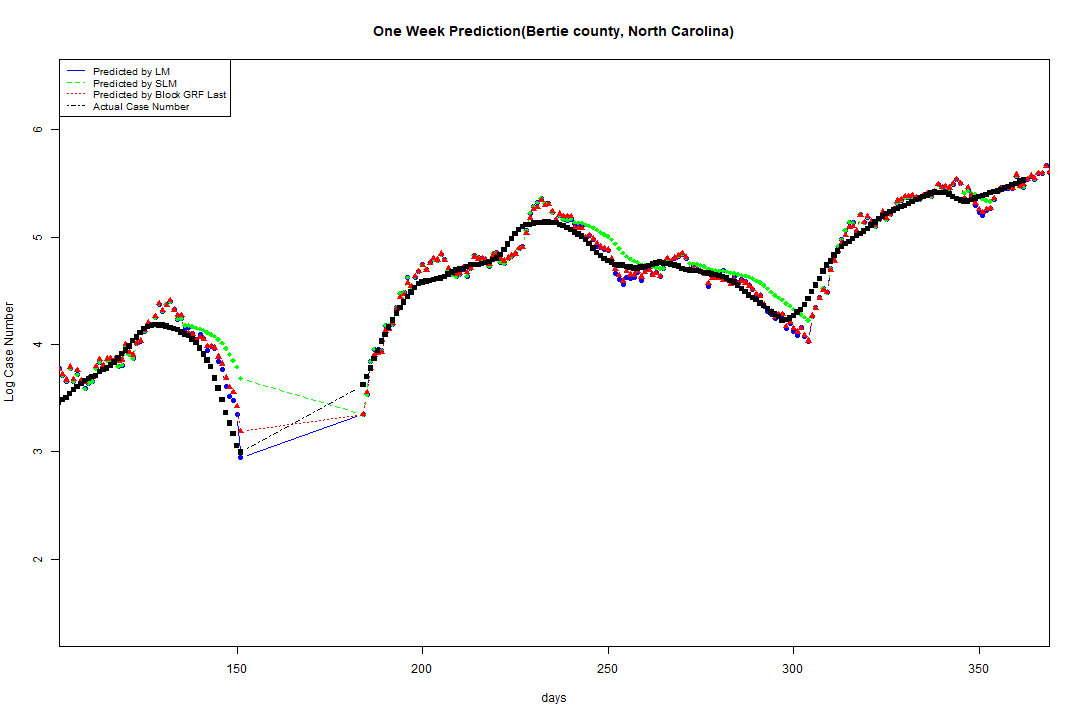 One Week Prediction(Bertie county, North Carolina)
Predicted by LM
Predicted by SLM
Predicted by Block GRF Last
Actual Case Number
6
5
4
3
2
Log Case Number
150 200 250 300 350
days